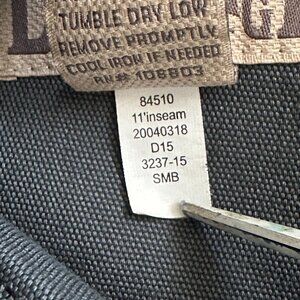 TUMBLE DRY LOW
REMOVE PROMPTLY
COOL IRON IF NEEDED
RN# 108803
84510
11'inseam
20040318
D15
3237-15
SMB